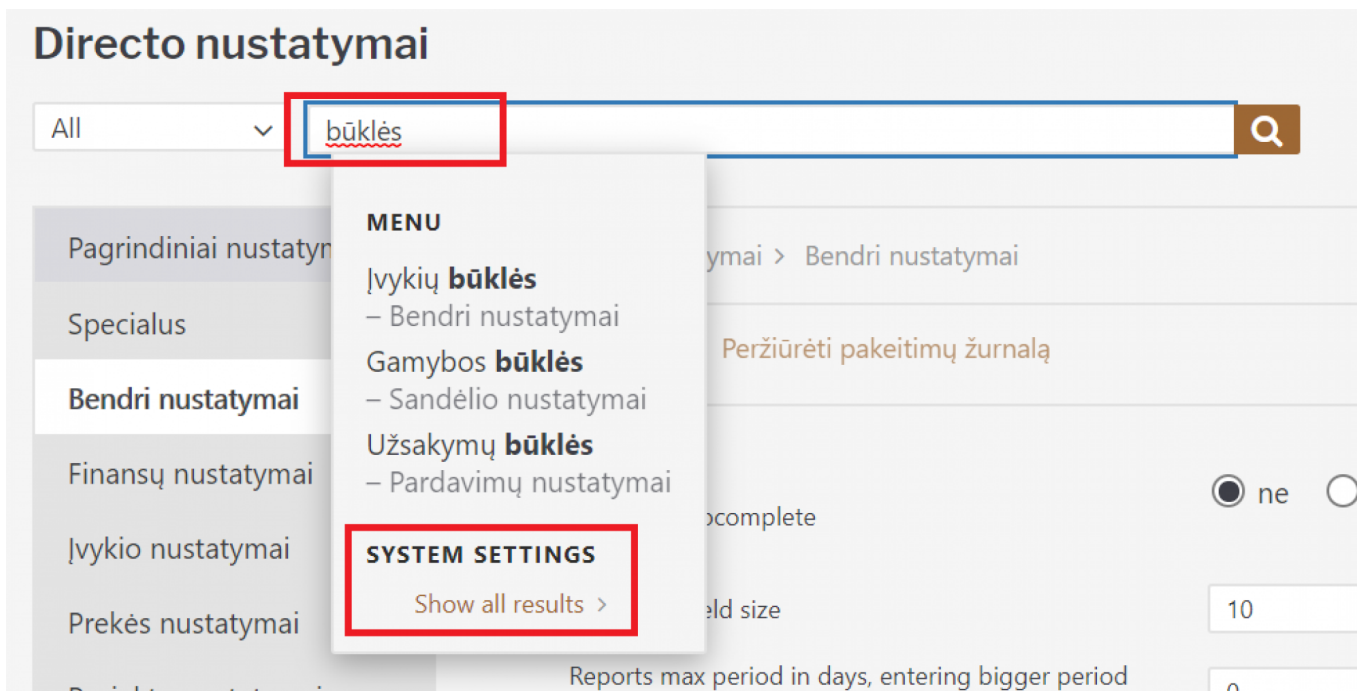 Directo nustatymai
All
būklės
MENU
Įvykių būklės
– Bendri nustatymai
Gamybos būklės
– Sandėlio nustatymai
Užsakymų būklės
– Pardavimų nustatymai
SYSTEM SETTINGS
Show all results >
Pagrindiniai
Specialus
Bendri nustatymai
Finansų nustatymai
Įvykio nustatymai
Prekės nustatymai
> Bendri nustatymai
Peržiūrėti pakeitimų žurnalą
ne
size
10
Reports max period in days, entering bigger period